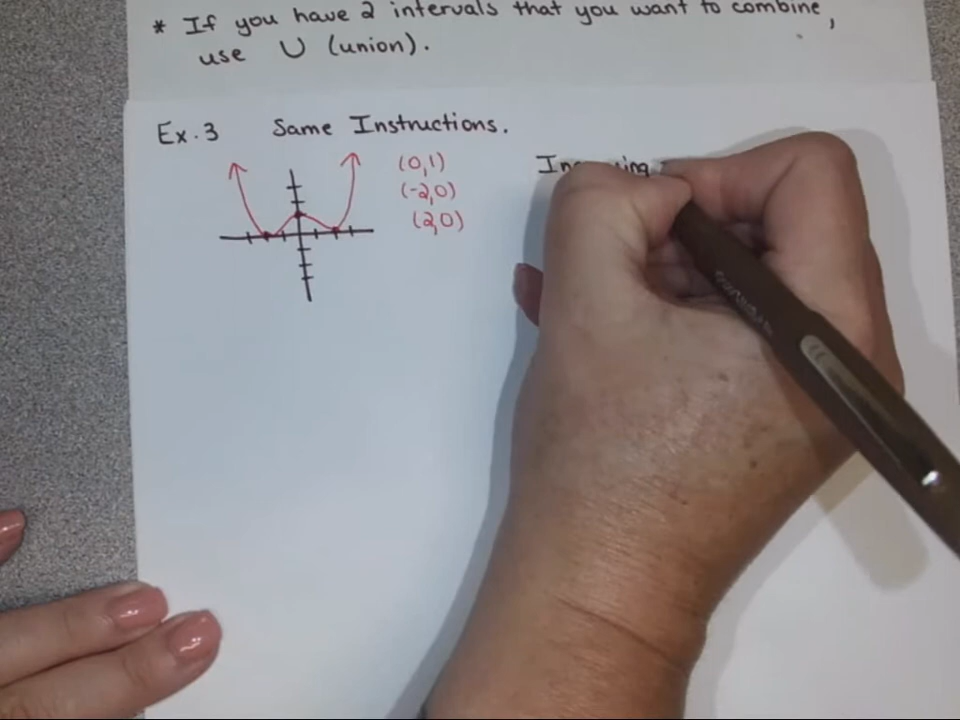 * If you have 2 intervals that you want to combine,
use ∪ (union).
Ex. 3 Same Instructions.
(0,1)
(-2,0)
(2,0)